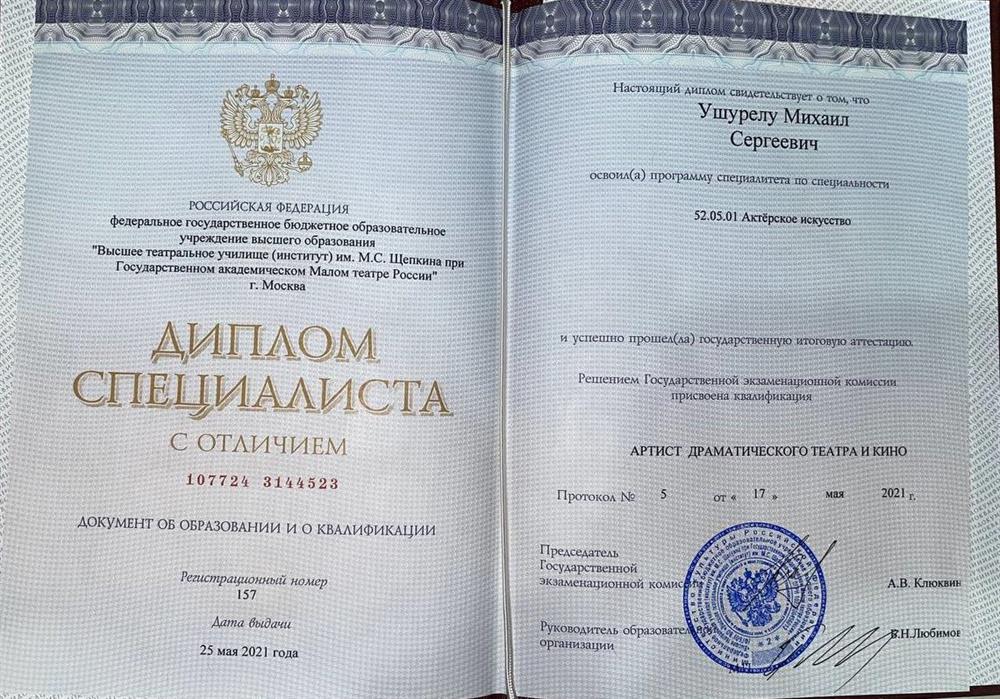 РОССИЙСКАЯ ФЕДЕРАЦИЯ
федеральное государственное бюджетное образовательное
учреждение высшего образования
"Высшее театральное училище (институт) им. М.С. Щепкина при
Государственном академическом Малом театре России"
г. Москва
ДИПЛОМ
СПЕЦИАЛИСТА
С ОТЛИЧИЕМ
107724 3144523
ДОКУМЕНТ ОБ ОБРАЗОВАНИИ И О КВАЛИФИКАЦИИ
Регистрационный номер
157
Дата выдачи
25 мая 2021 года
Настоящий диплом свидетельствует о том, что
Ушурелу Михаил
Сергеевич
освоил(а) программу специалитета по специальности
52.05.01 Актёрское искусство
и успешно прошел(ла) государственную итоговую аттестацию.
Решением Государственной экзаменационной комиссии
присвоена квалификация
АРТИСТ ДРАМАТИЧЕСКОГО ТЕАТРА И КИНО
Протокол № 5 от « 17 » мая 2021 г.
Председатель
Государственной
экзаменационной комиссии
А.В. Клюквин
Руководитель образовательной
организации
Б.Н.Любимов